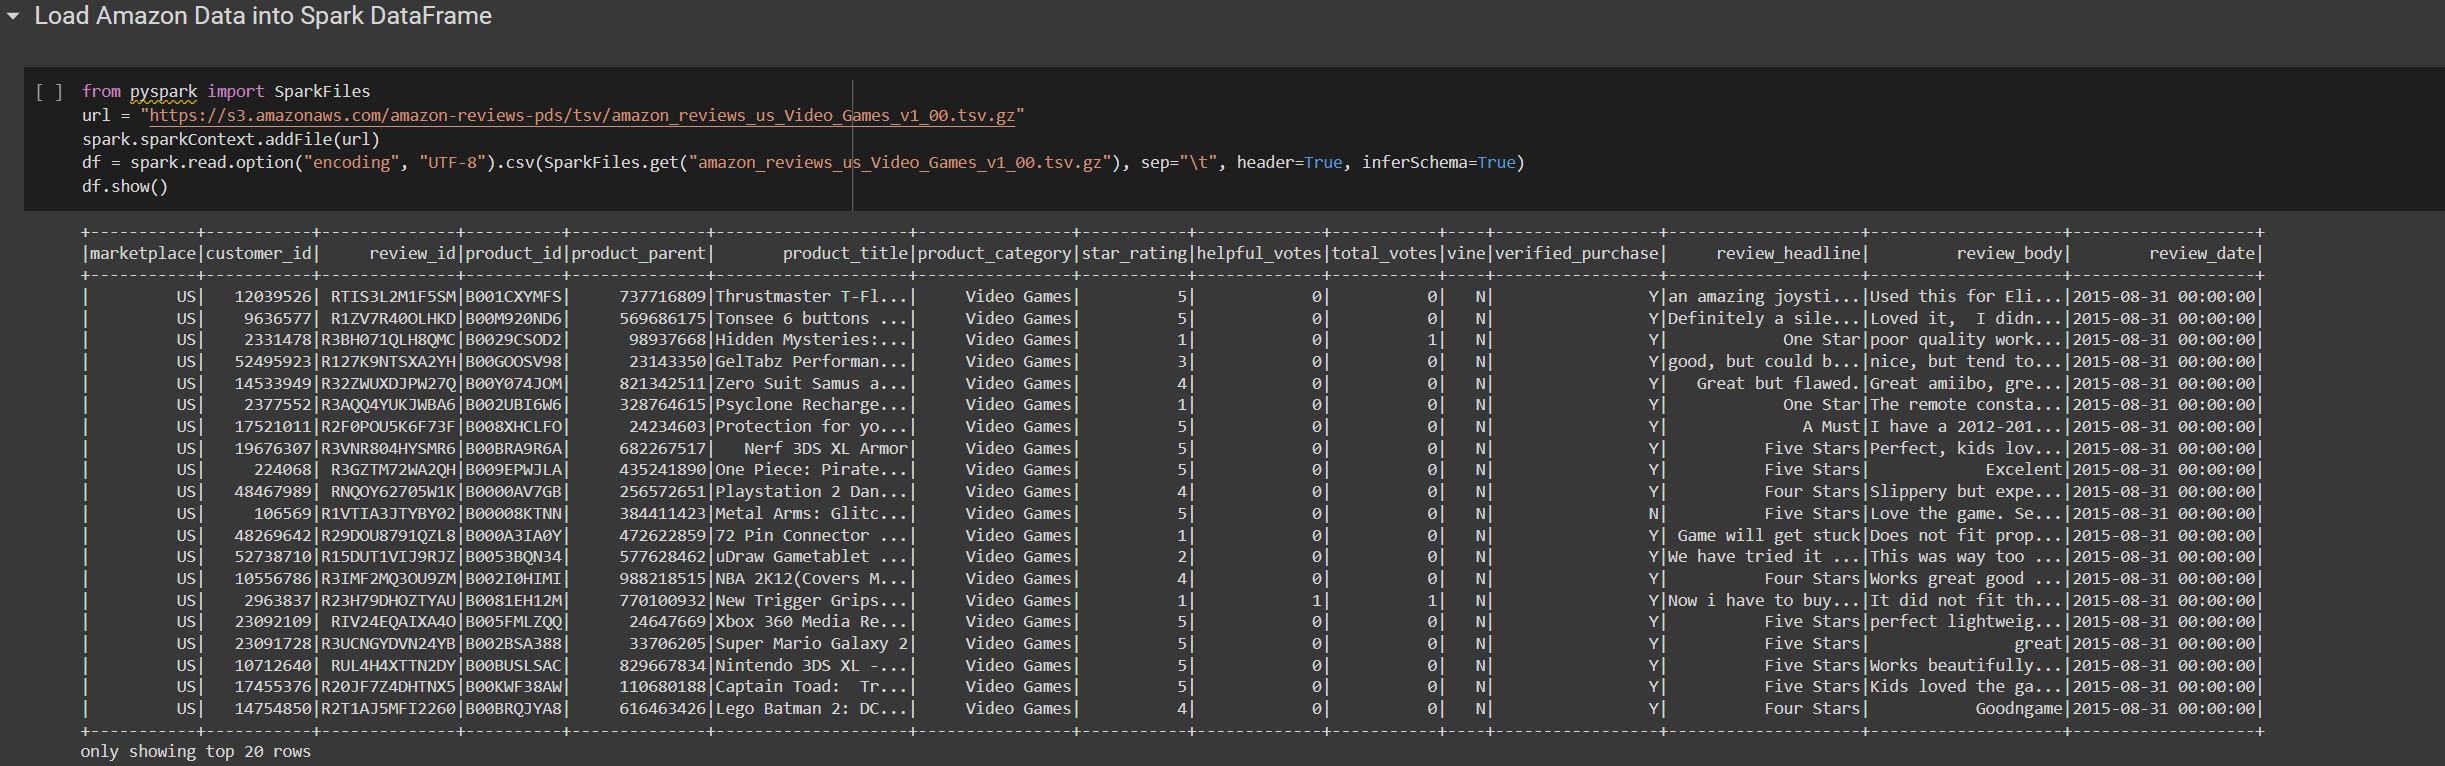 Load Amazon Data into Spark DataFrame
[ ] from pyspark import SparkFiles
url = "https://s3.amazonaws.com/amazon-reviews-pds/tsv/amazon_reviews_us_Video_Games_v1_00.tsv.gz"
spark.sparkContext.addFile(url)
df = spark.read.option("encoding", "UTF-8").csv(SparkFiles.get("amazon_reviews_us_Video_Games_v1_00.tsv.gz"), sep="\t", header=True, inferSchema=True)
df.show()
+-----------+-----------+--------------+----------+--------------+--------------------+----------------+-----------+-------------+-----------+----+-----------------+--------------------+--------------------+-------------------+
|marketplace|customer_id|     review_id|product_id|product_parent|       product_title|product_category|star_rating|helpful_votes|total_votes|vine|verified_purchase|     review_headline|         review_body|        review_date|
+-----------+-----------+--------------+----------+--------------+--------------------+----------------+-----------+-------------+-----------+----+-----------------+--------------------+--------------------+-------------------+
|         US|   12039526| RTIS3L2M1F5SM|B001CXYMFS|     737716809|Thrustmaster T-Fl...|     Video Games|          5|            0|          0|   N|                Y|an amazing joysti...|Used this for Eli...|2015-08-31 00:00:00|
|         US|    9636577| R1ZV7R40OLHKD|B00M920ND6|     569686175|Tonsee 6 buttons ...|     Video Games|          5|            0|          0|   N|                Y|Definitely a sile...|Loved it,  I didn...|2015-08-31 00:00:00|
|         US|    2331478|R3BH071QLH8QMC|B0029CSOD2|      98937668|Hidden Mysteries:...|     Video Games|          1|            0|          1|   N|                Y|            One Star|poor quality work...|2015-08-31 00:00:00|
|         US|   52495923|R127K9NTSXA2YH|B00GOOSV98|      23143350|GelTabz Performan...|     Video Games|          3|            0|          0|   N|                Y|good, but could b...|nice, but tend to...|2015-08-31 00:00:00|
|         US|   14533949|R32ZWUXDJPW27Q|B00Y074JOM|     821342511|Zero Suit Samus a...|     Video Games|          4|            0|          0|   N|                Y|   Great but flawed.|Great amiibo, gre...|2015-08-31 00:00:00|
|         US|    2377552|R3AQQ4YUKJWBA6|B002UBI6W6|     328764615|Psyclone Recharge...|     Video Games|          1|            0|          0|   N|                Y|            One Star|The remote consta...|2015-08-31 00:00:00|
|         US|   17521011|R2F0POU5K6F73F|B008XHCLFO|      24234603|Protection for yo...|     Video Games|          5|            0|          0|   N|                Y|              A Must|I have a 2012-201...|2015-08-31 00:00:00|
|         US|   19676307|R3VNR804HYSMR6|B00BRA9R6A|     682267517|   Nerf 3DS XL Armor|     Video Games|          5|            0|          0|   N|                Y|          Five Stars|Perfect, kids lov...|2015-08-31 00:00:00|
|         US|     224068| R3GZTM72WA2QH|B009EPWJLA|     435241890|One Piece: Pirate...|     Video Games|          5|            0|          0|   N|                Y|          Five Stars|            Excelent|2015-08-31 00:00:00|
|         US|   48467989| RNQOY62705W1K|B0000AV7GB|     256572651|Playstation 2 Dan...|     Video Games|          4|            0|          0|   N|                Y|          Four Stars|Slippery but expe...|2015-08-31 00:00:00|
|         US|     106569|R1VTIA3JTYBY02|B00008KTNN|     384411423|Metal Arms: Glitc...|     Video Games|          5|            0|          0|   N|                N|          Five Stars|Love the game. Se...|2015-08-31 00:00:00|
|         US|   48269642|R29DOU8791QZL8|B000A3IA0Y|     472622859|72 Pin Connector ...|     Video Games|          1|            0|          0|   N|                Y| Game will get stuck|Does not fit prop...|2015-08-31 00:00:00|
|         US|   52738710|R15DUT1VIJ9RJZ|B0053BQN34|     577628462|uDraw Gametablet ...|     Video Games|          2|            0|          0|   N|                Y|We have tried it ...|This was way too ...|2015-08-31 00:00:00|
|         US|   10556786|R3IMF2MQ3OU9ZM|B002I0HIMI|     988218515|NBA 2K12(Covers M...|     Video Games|          4|            0|          0|   N|                Y|          Four Stars|Works great good ...|2015-08-31 00:00:00|
|         US|    2963837|R23H79DHOZTYAU|B0081EH12M|     770100932|New Trigger Grips...|     Video Games|          1|            1|          1|   N|                Y|Now i have to buy...|It did not fit th...|2015-08-31 00:00:00|
|         US|   23092109| RIV24EQAIXA4O|B005FMLZQQ|      24647669|Xbox 360 Media Re...|     Video Games|          5|            0|          0|   N|                Y|          Five Stars|perfect lightweig...|2015-08-31 00:00:00|
|         US|   23091728|R3UCNGYDVN24YB|B002BSA388|      33706205|Super Mario Galaxy 2|     Video Games|          5|            0|          0|   N|                Y|          Five Stars|               great|2015-08-31 00:00:00|
|         US|   10712640| RUL4H4XTTN2DY|B00BUSLSAC|     829667834|Nintendo 3DS XL -...|     Video Games|          5|            0|          0|   N|                Y|          Five Stars|Works beautifully...|2015-08-31 00:00:00|
|         US|   17455376|R20JF7Z4DHTNX5|B00KWF38AW|     110680188|Captain Toad:  Tr...|     Video Games|          5|            0|          0|   N|                Y|          Five Stars|Kids loved the ga...|2015-08-31 00:00:00|
|         US|   14754850|R2T1AJ5MFI2260|B00BRQJYA8|     616463426|Lego Batman 2: DC...|     Video Games|          4|            0|          0|   N|                Y|          Four Stars|            Goodngame|2015-08-31 00:00:00|
+-----------+-----------+--------------+----------+--------------+--------------------+----------------+-----------+-------------+-----------+----+-----------------+--------------------+--------------------+-------------------+
only showing top 20 rows